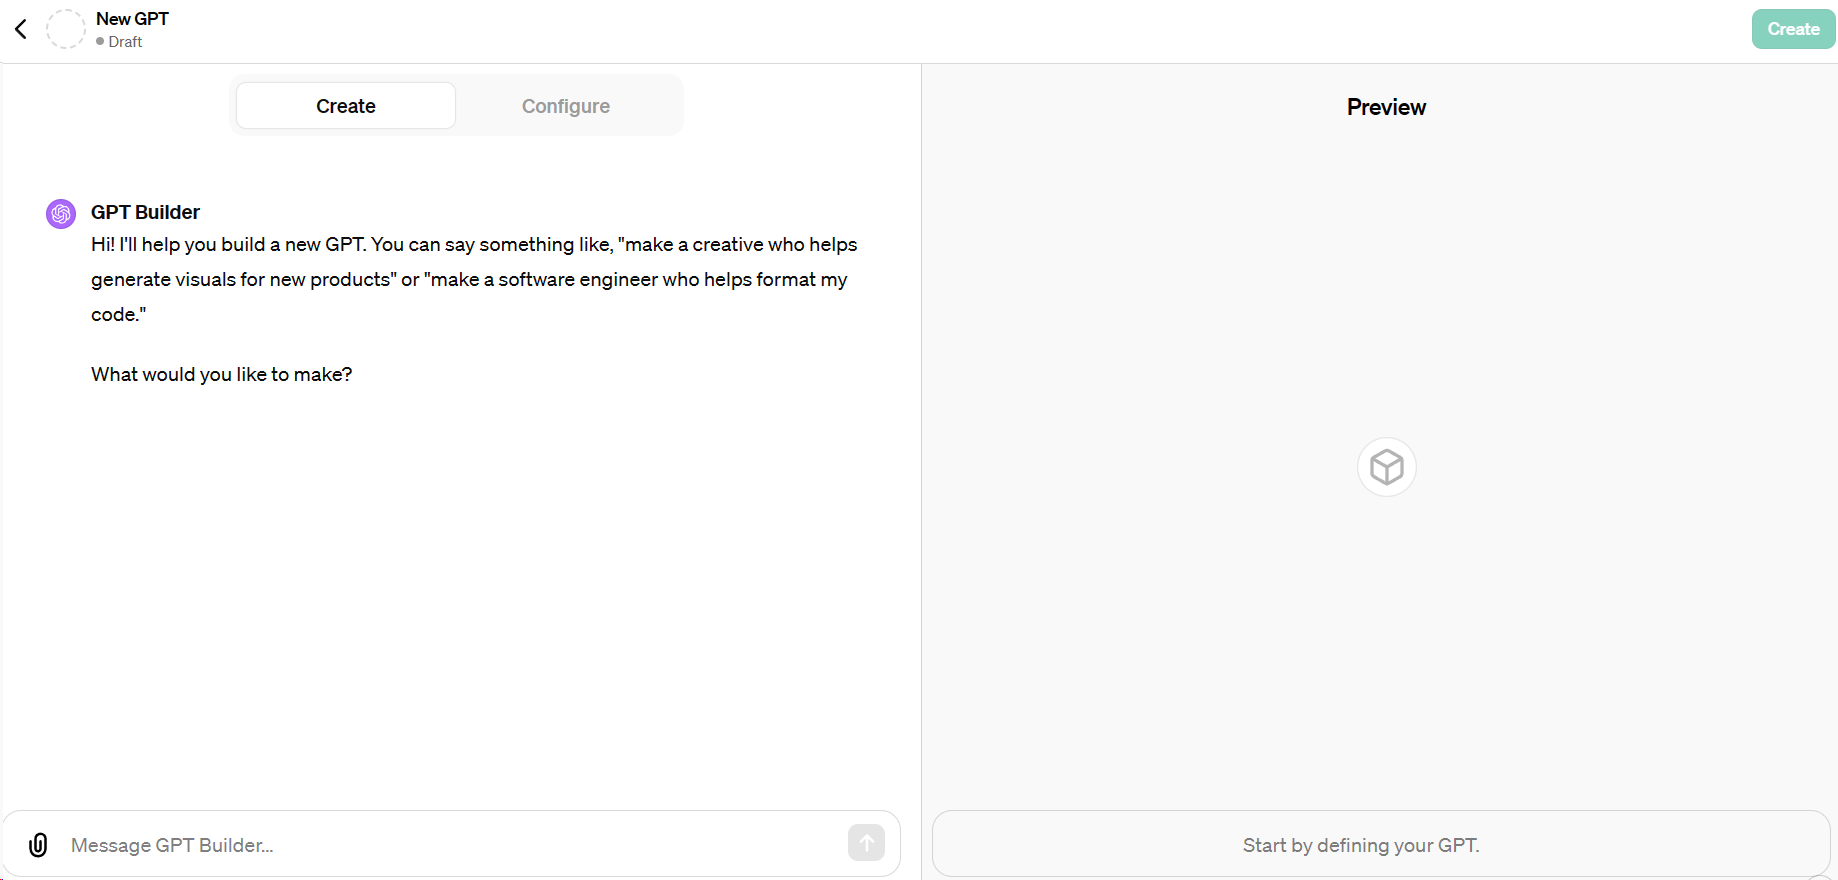 New GPT
Draft
Create
Create
Configure
Preview
GPT Builder
Hi! I'll help you build a new GPT. You can say something like, "make a creative who helps
generate visuals for new products" or "make a software engineer who helps format my
code."
What would you like to make?
Message GPT Builder...
Start by defining your GPT.